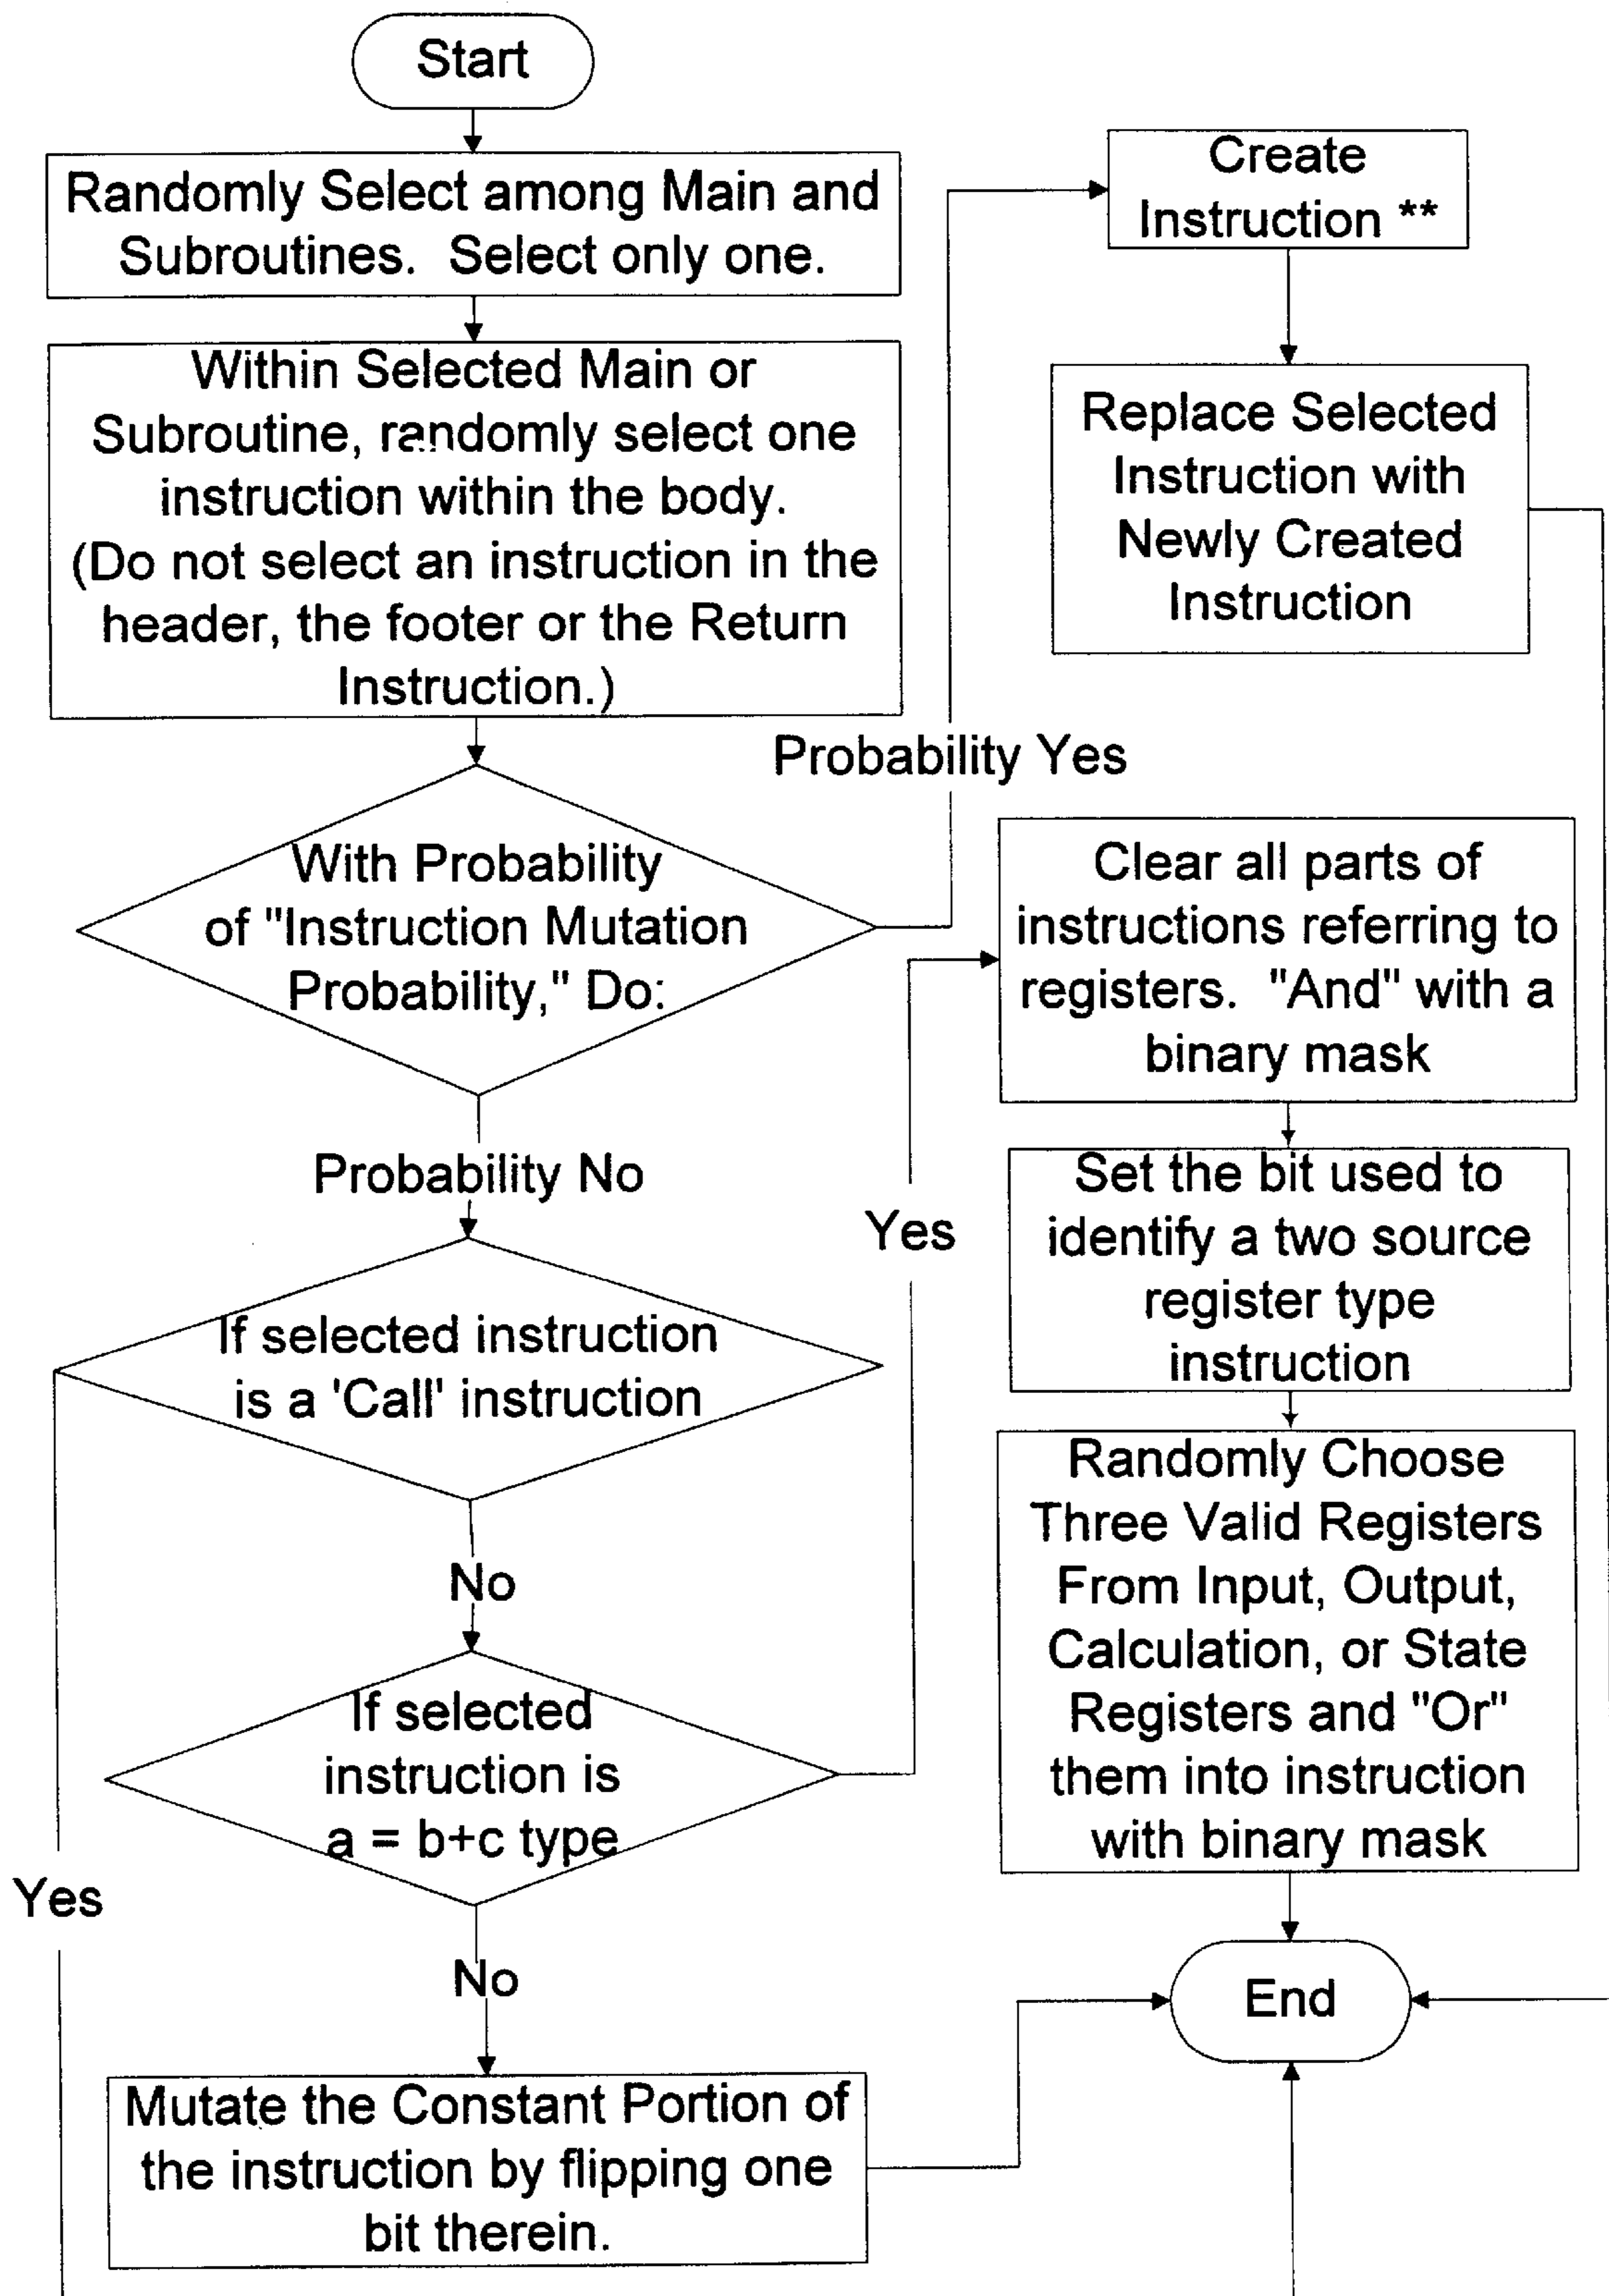 Start
Randomly Select among Main and
Subroutines. Select only one.
Within Selected Main or
Subroutine, randomly select one
instruction within the body.
(Do not select an instruction in the
header, the footer or the Return
Instruction.)
With Probability
of "Instruction Mutation
Probability," Do:
Probability No
If selected instruction
is a 'Call' instruction
No
If selected
instruction is
a = b+c type
Yes
No
Mutate the Constant Portion of
the instruction by flipping one
bit therein.
Probability Yes
Create
Instruction **
Replace Selected
Instruction with
Newly Created
Instruction
Yes
Clear all parts of
instructions referring to
registers. "And" with a
binary mask
Set the bit used to
identify a two source
register type
instruction
Randomly Choose
Three Valid Registers
From Input, Output,
Calculation, or State
Registers and "Or"
them into instruction
with binary mask
End